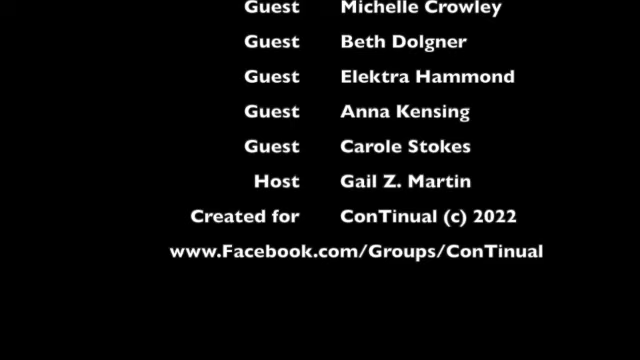 Guest Michelle Crowley
Guest Beth Dolgner
Guest Elektra Hammond
Guest Anna Kensing
Guest Carole Stokes
Host Gail Z. Martin
Created for ConTinual (c) 2022
www.Facebook.com/Groups/ConTinual